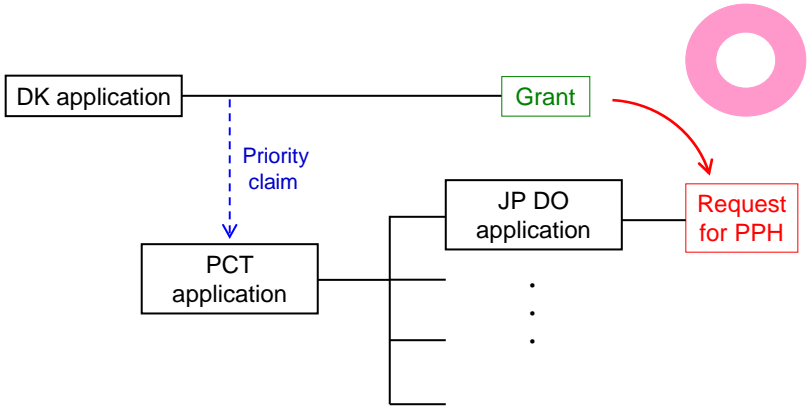 DK application
Grant
Priority
claim
JP DO
application
Request
for PPH
PCT
application